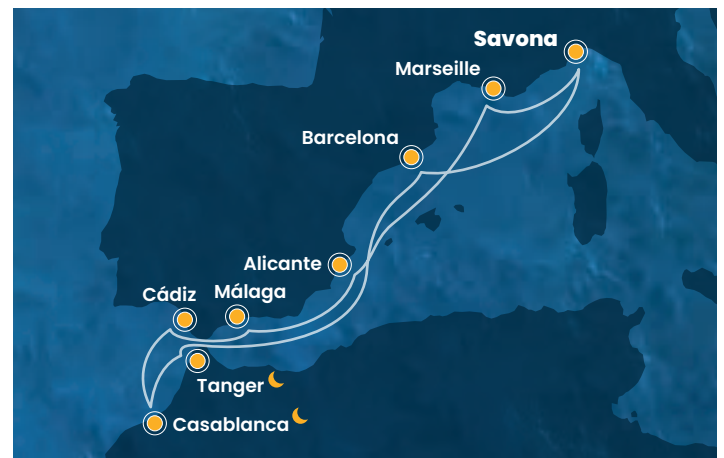 Savona
Marseille
Barcelona
Alicante
Cádiz
Málaga
Tanger
Casablanca